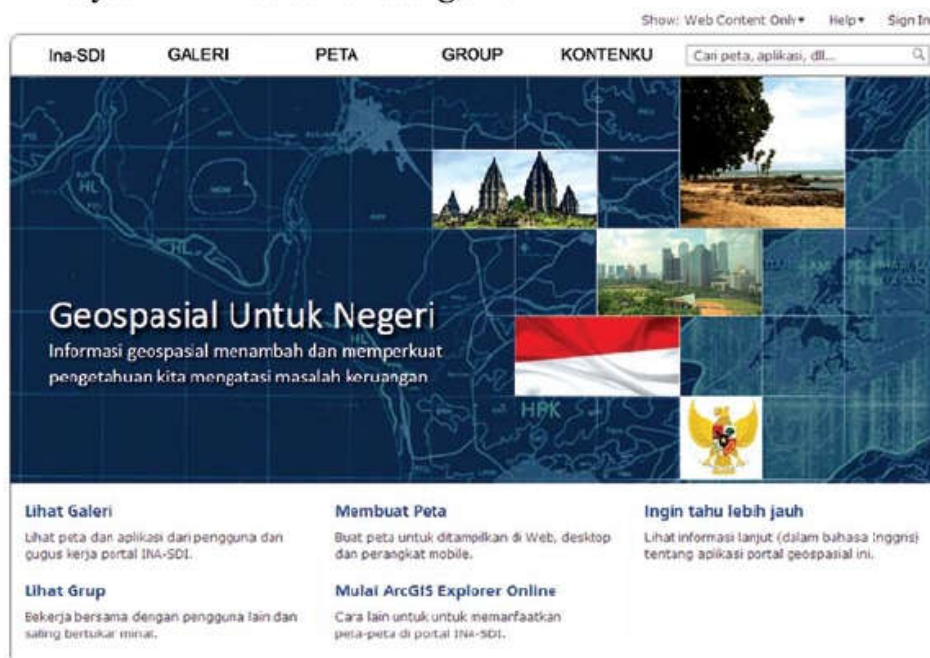 Show: Web Content Only Help Sign In
Ina-SDI GALERI PETA GROUP KONTENKU Cari peta, aplikasi, dll...
HL
HL
Geospasial Untuk Negeri
Informasi geospasial menambah dan memperkuat
pengetahuan kita mengatasi masalah keruangan
HL
HPK
Lihat Galeri
Lihat peta dan aplikasi dari pengguna dan
gugus kerja portal INA-SDI.
Lihat Grup
Bekerja bersama dengan pengguna lain dan
saling bertukar minat.
Membuat Peta
Buat peta untuk ditampilkan di Web, desktop
dan perangkat mobile.
Mulai ArcGIS Explorer Online
Cara lain untuk untuk memanfaatkan
peta-peta di portal INA-SDI.
Ingin tahu lebih jauh
Lihat informasi lanjut (dalam bahasa Inggris)
tentang aplikasi portal geospasial ini.